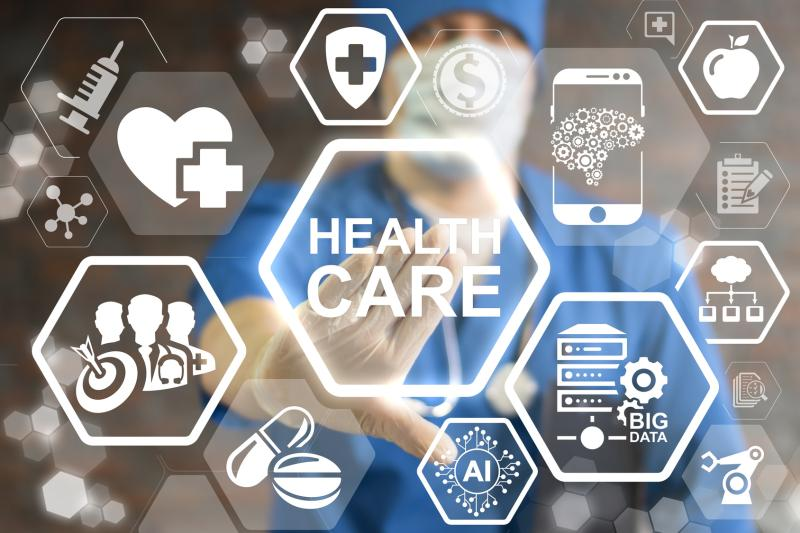 $
HEALTH
CARE
BIG
DATA
AI